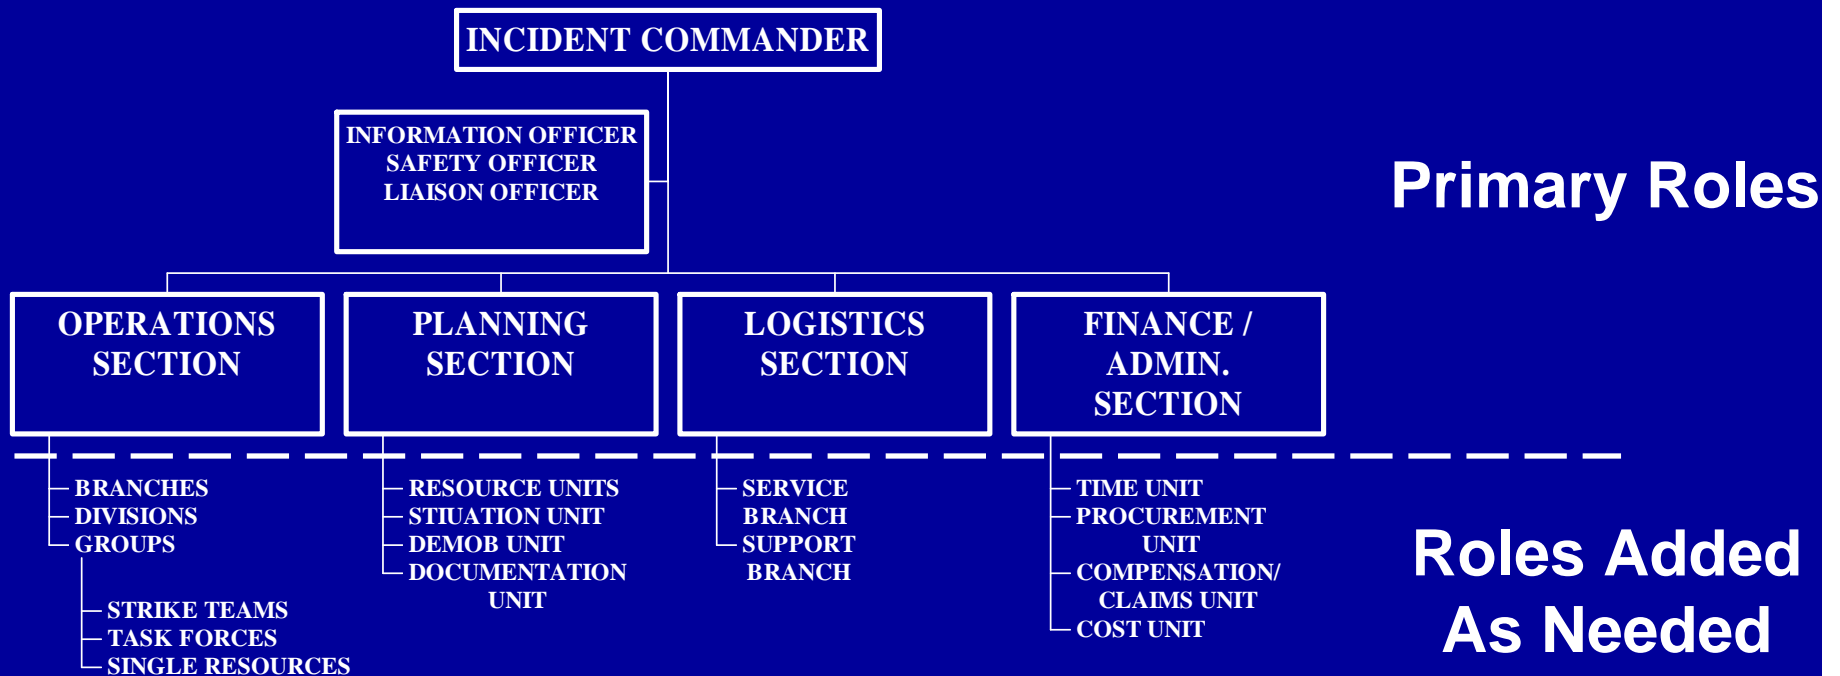 INCIDENT COMMANDER
INFORMATION OFFICER
SAFETY OFFICER
LIAISON OFFICER
Primary Roles
OPERATIONS
SECTION
PLANNING
SECTION
LOGISTICS
SECTION
FINANCE /
ADMIN.
SECTION
BRANCHES
DIVISIONS
GROUPS
STRIKE TEAMS
TASK FORCES
SINGLE RESOURCES
RESOURCE UNITS
STIUATION UNIT
DEMOB UNIT
DOCUMENTATION
UNIT
SERVICE
BRANCH
SUPPORT
BRANCH
TIME UNIT
PROCUREMENT
UNIT
COMPENSATION/
CLAIMS UNIT
COST UNIT
Roles Added
As Needed